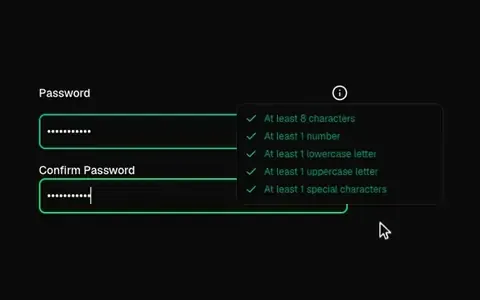 Password
•••••••••••
At least 8 characters
At least 1 number
At least 1 lowercase letter
At least 1 uppercase letter
At least 1 special characters
Confirm Password
•••••••••••